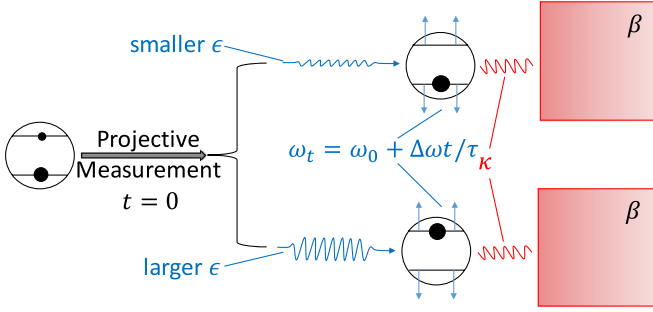 smaller ϵ
β
Projective
Measurement
t = 0
ω_t = ω_0 + Δωt/τ
κ
larger ϵ
β